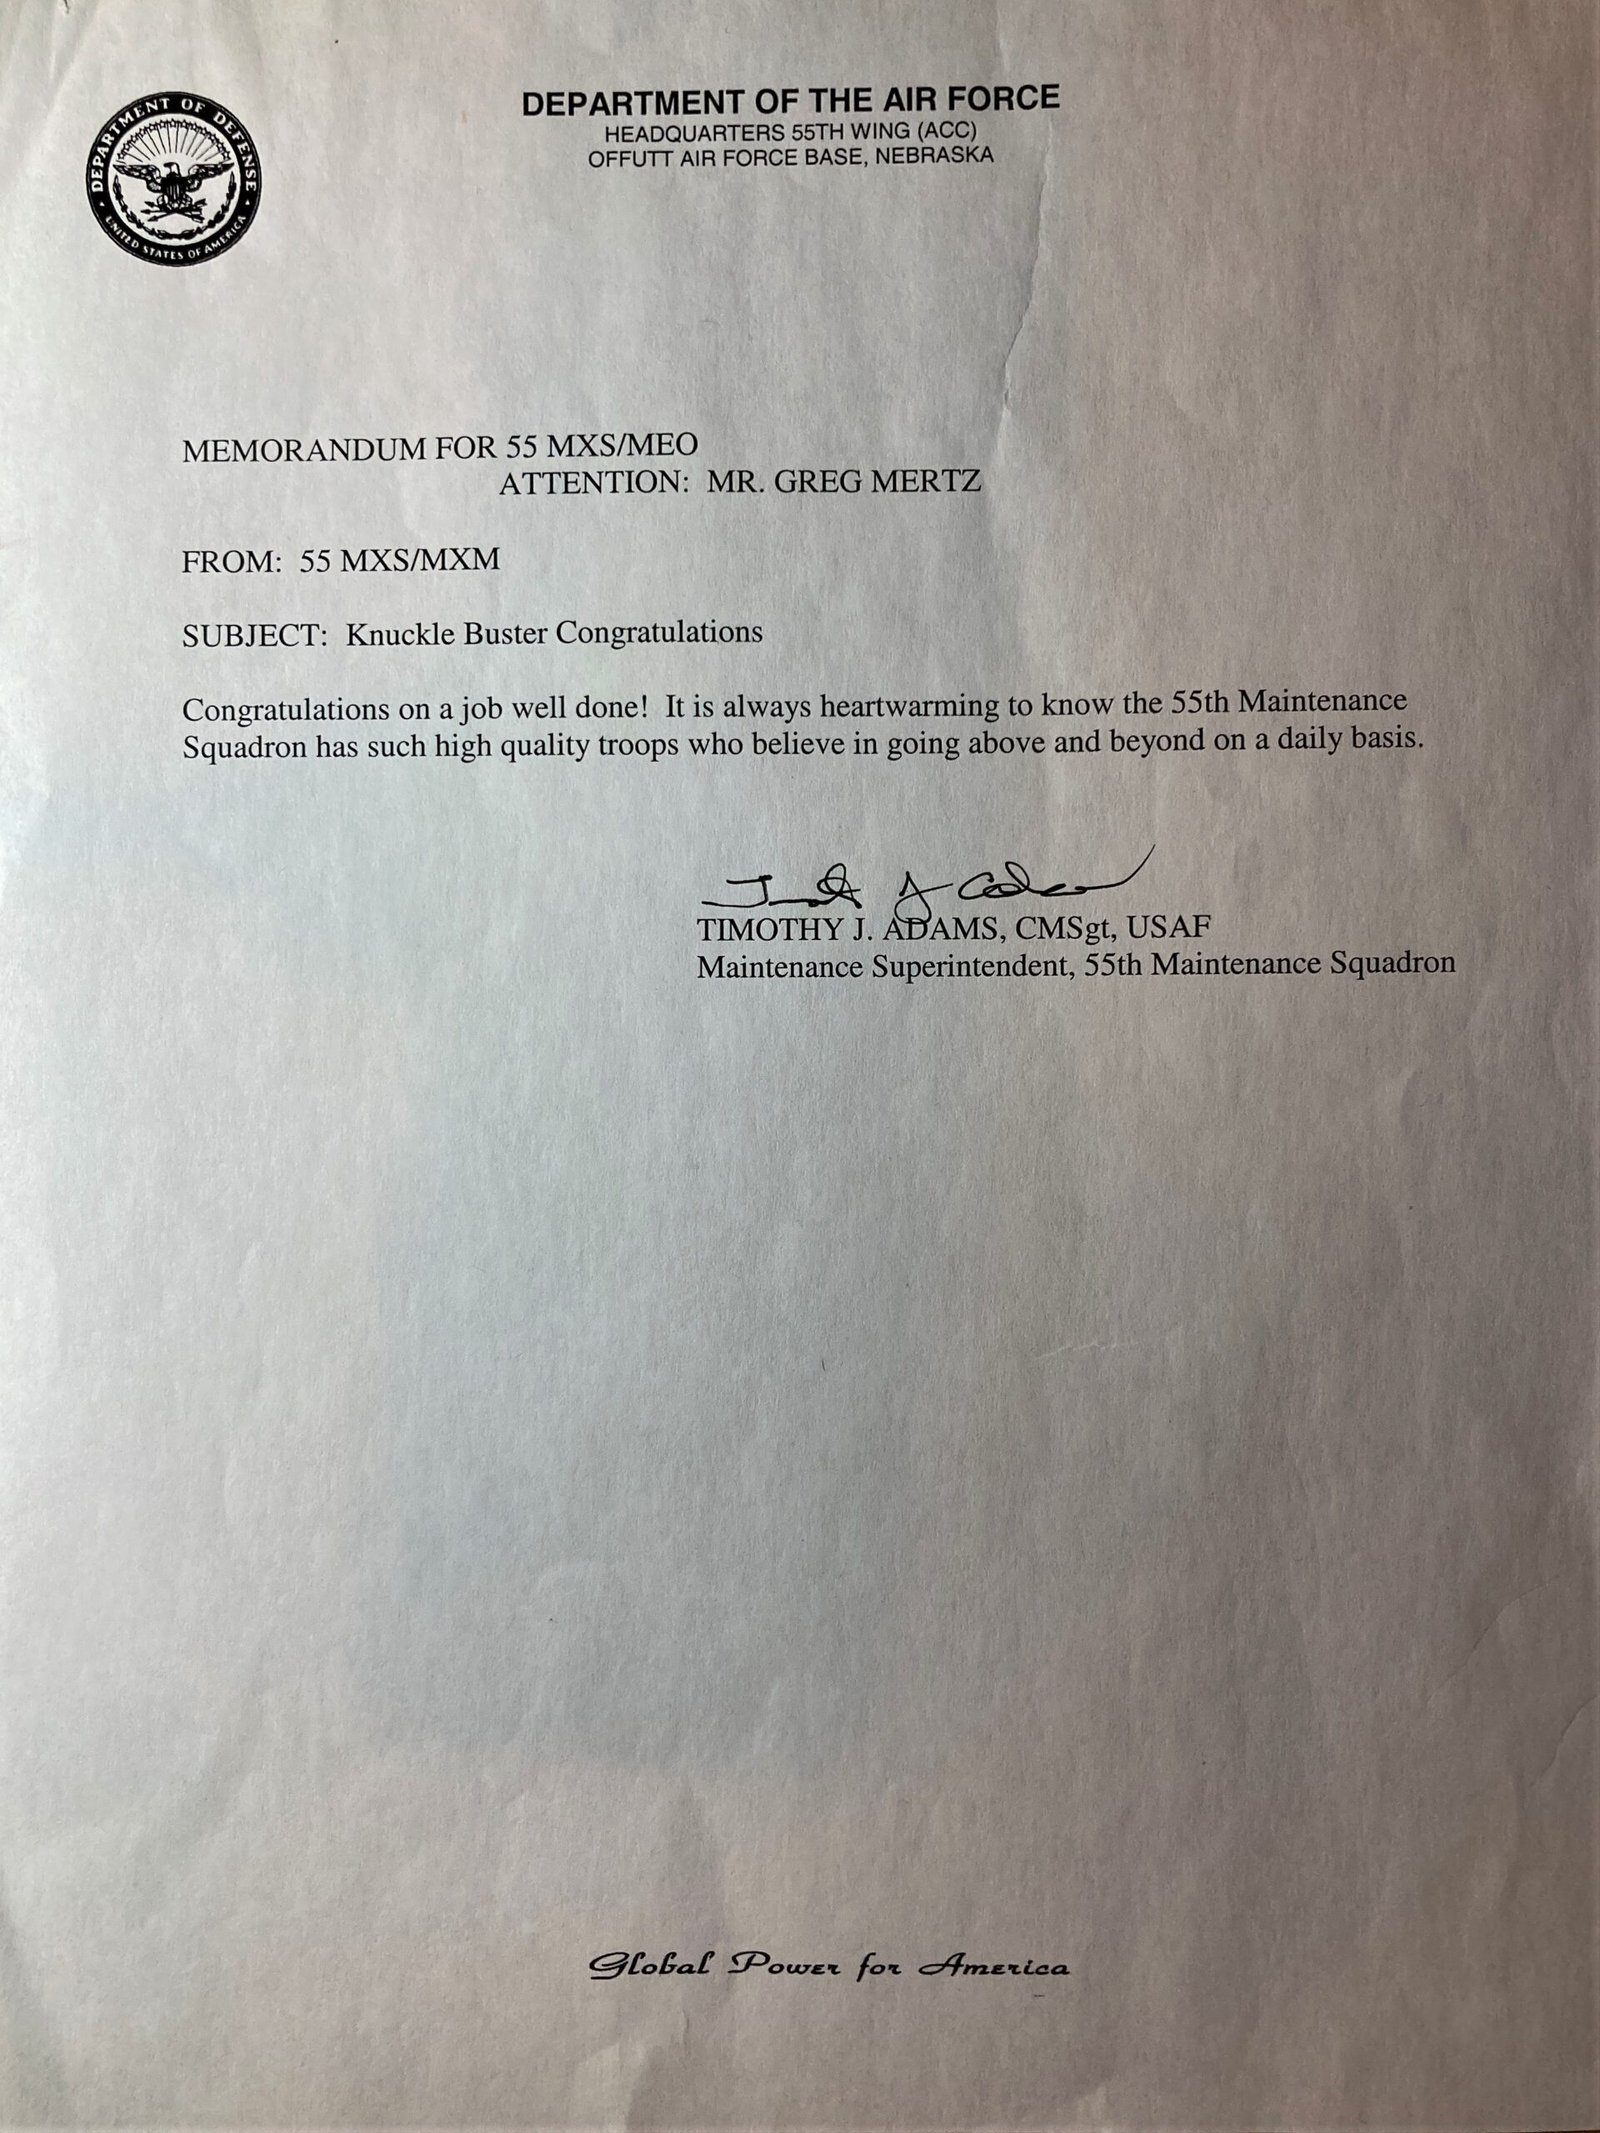 DEPARTMENT OF DEFENSE
UNITED STATES OF AMERICA
DEPARTMENT OF THE AIR FORCE
HEADQUARTERS 55TH WING (ACC)
OFFUTT AIR FORCE BASE, NEBRASKA
MEMORANDUM FOR 55 MXS/MEO
ATTENTION: MR. GREG MERTZ
FROM: 55 MXS/MXM
SUBJECT: Knuckle Buster Congratulations
Congratulations on a job well done! It is always heartwarming to know the 55th Maintenance
Squadron has such high quality troops who believe in going above and beyond on a daily basis.
TIMOTHY J. ADAMS, CMSgt, USAF
Maintenance Superintendent, 55th Maintenance Squadron
Global Power for America